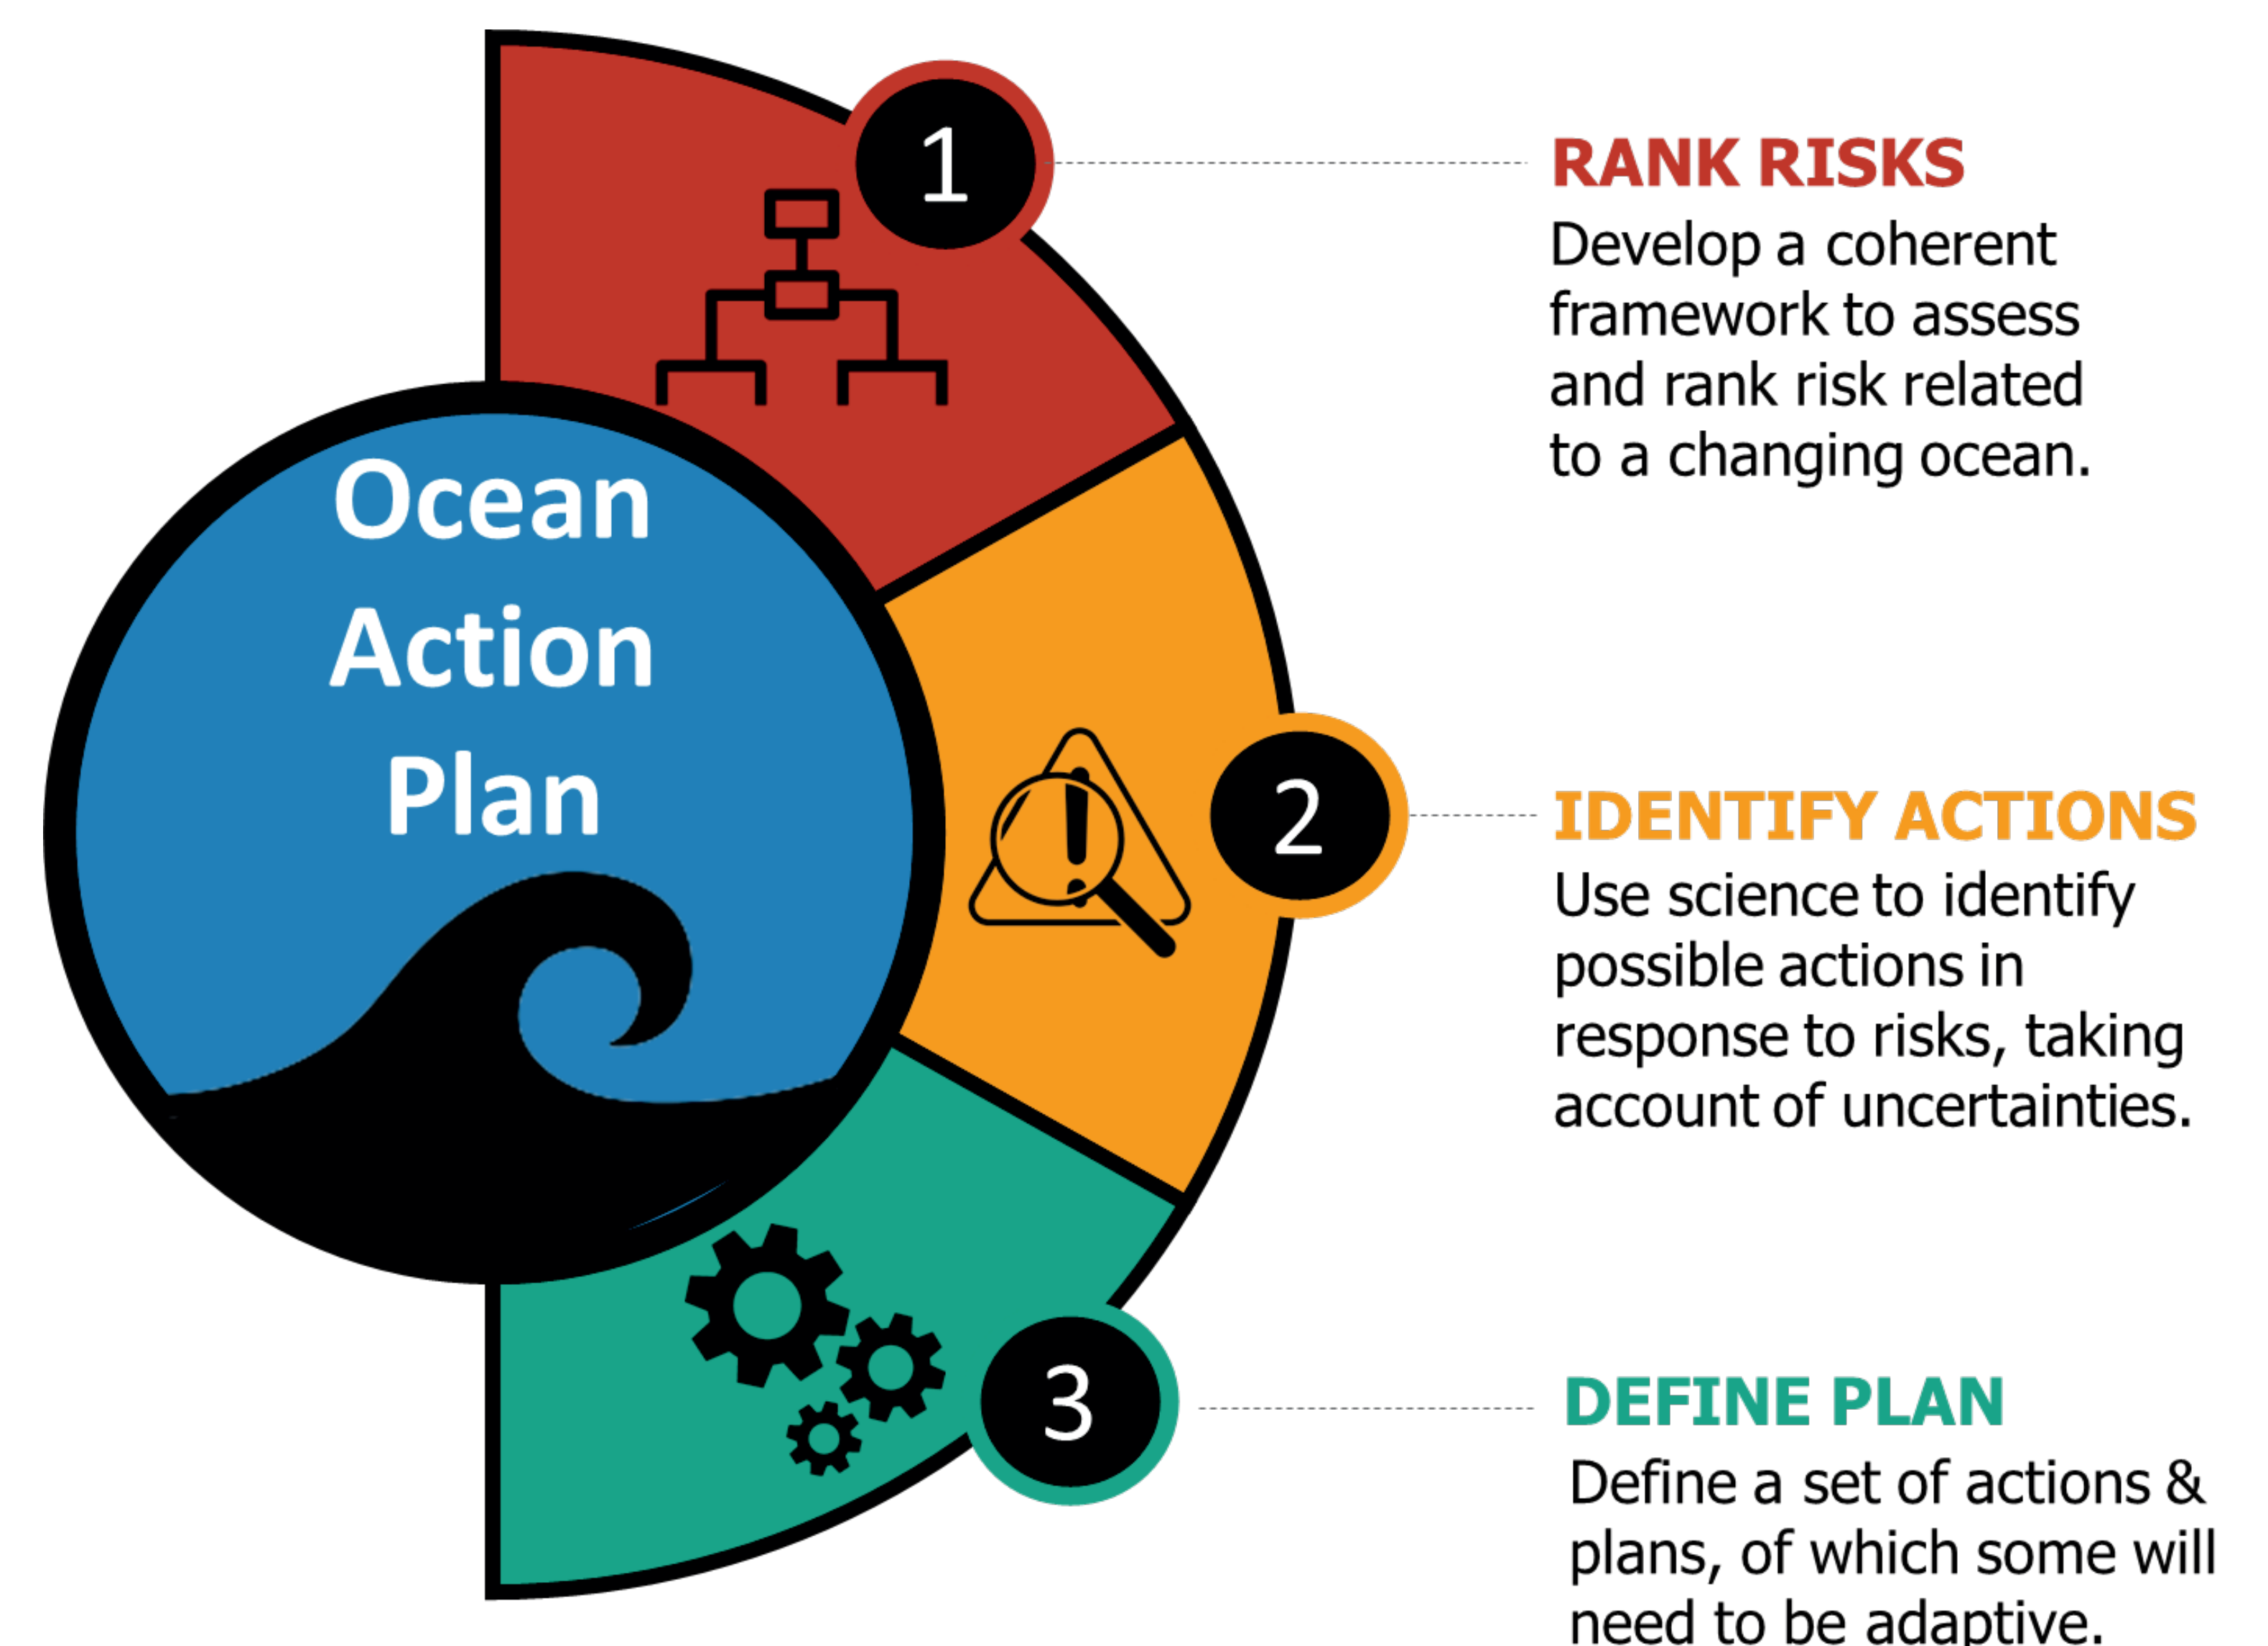 Ocean
Action
Plan
1
RANK RISKS
Develop a coherent
framework to assess
and rank risk related
to a changing ocean.
2
IDENTIFY ACTIONS
Use science to identify
possible actions in
response to risks, taking
account of uncertainties.
3
DEFINE PLAN
Define a set of actions &
plans, of which some will
need to be adaptive.